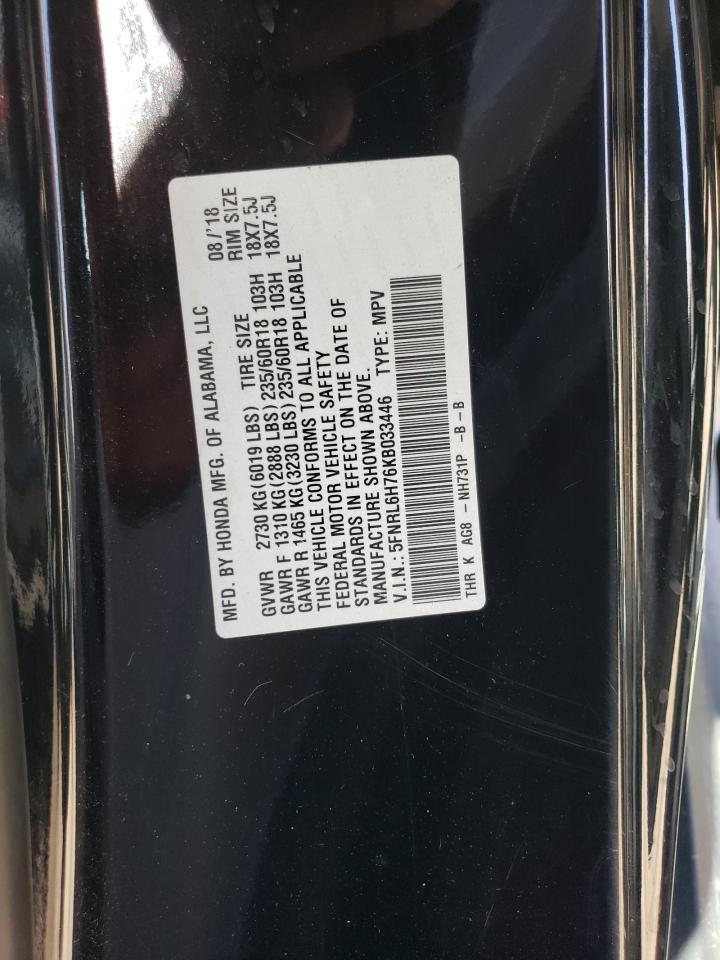 MFD. BY HONDA MFG. OF ALABAMA, LLC 08/'18
GVWR 2730 KG (6019 LBS) TIRE SIZE RIM SIZE
GAWR F 1310 KG (2888 LBS) 235/60R18 103H 18X7.5J
GAWR R 1465 KG (3230 LBS) 235/60R18 103H 18X7.5J
THIS VEHICLE CONFORMS TO ALL APPLICABLE
FEDERAL MOTOR VEHICLE SAFETY
STANDARDS IN EFFECT ON THE DATE OF
MANUFACTURE SHOWN ABOVE.
V.I.N.: 5FNRL6H76KB033446 TYPE: MPV
THR K AG8 - NH731P -B-B